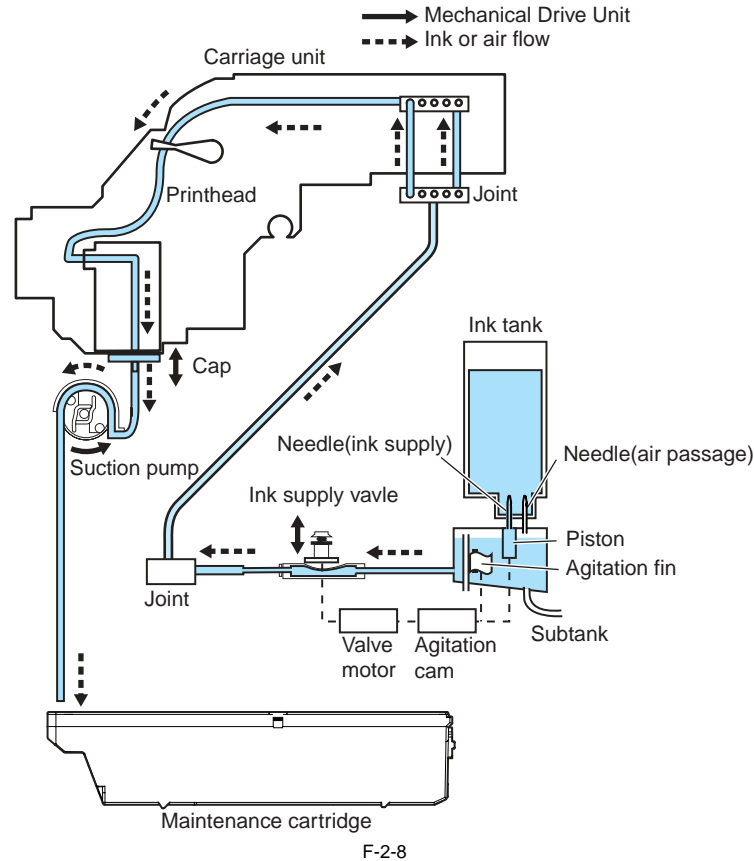 Mechanical Drive Unit
Ink or air flow
Carriage unit
Printhead
Joint
Ink tank
Cap
Needle(ink supply)
Needle(air passage)
Suction pump
Ink supply vavle
Piston
Agitation fin
Joint
Subtank
Valve
motor
Agitation
cam
Maintenance cartridge
F-2-8